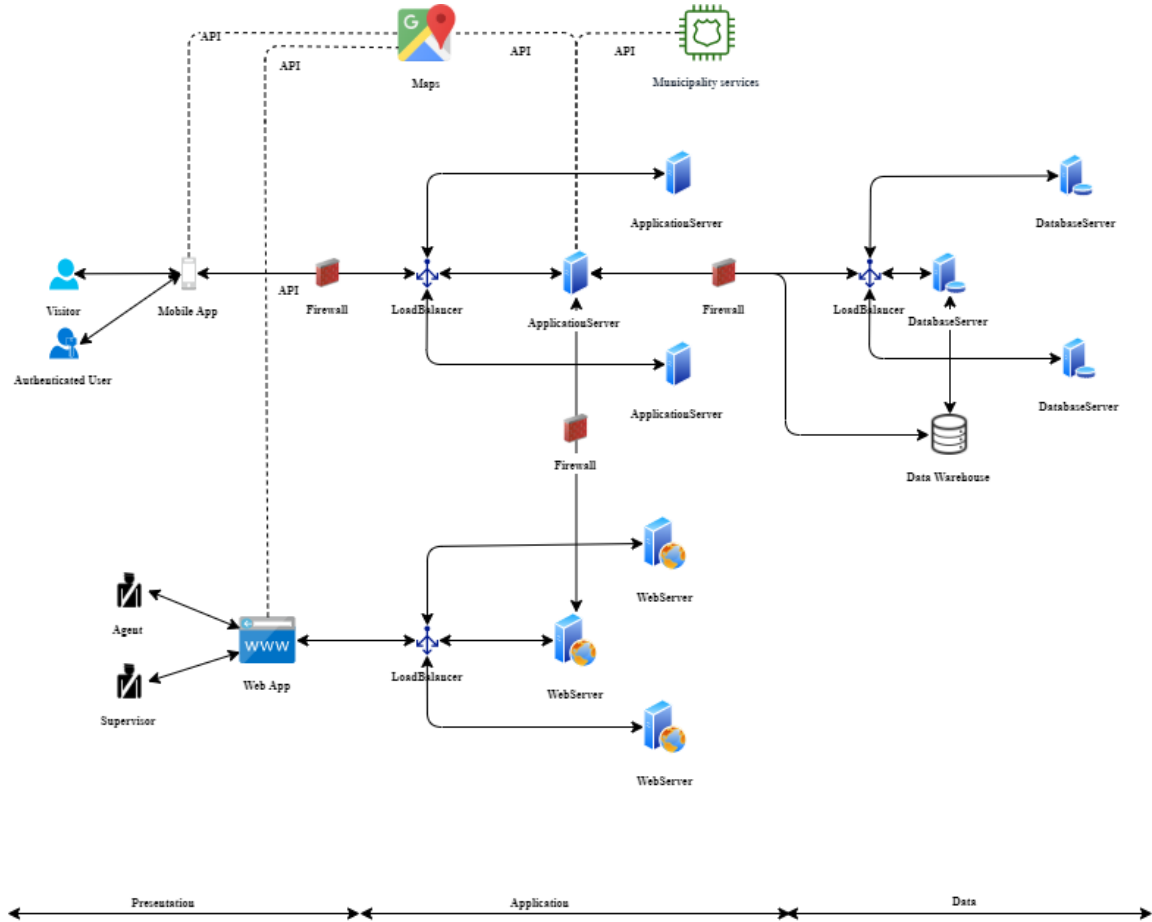 G
API
API
API
API
Maps
Municipality services
ApplicationServer
DatabaseServer
Visitor
Mobile App
API
Firewall
LoadBalancer
ApplicationServer
Firewall
LoadBalancer
DatabaseServer
Authenticated User
ApplicationServer
DatabaseServer
Firewall
Data Warehouse
WebServer
Agent
WWW
Web App
LoadBalancer
WebServer
Supervisor
WebServer
Presentation
Application
Data